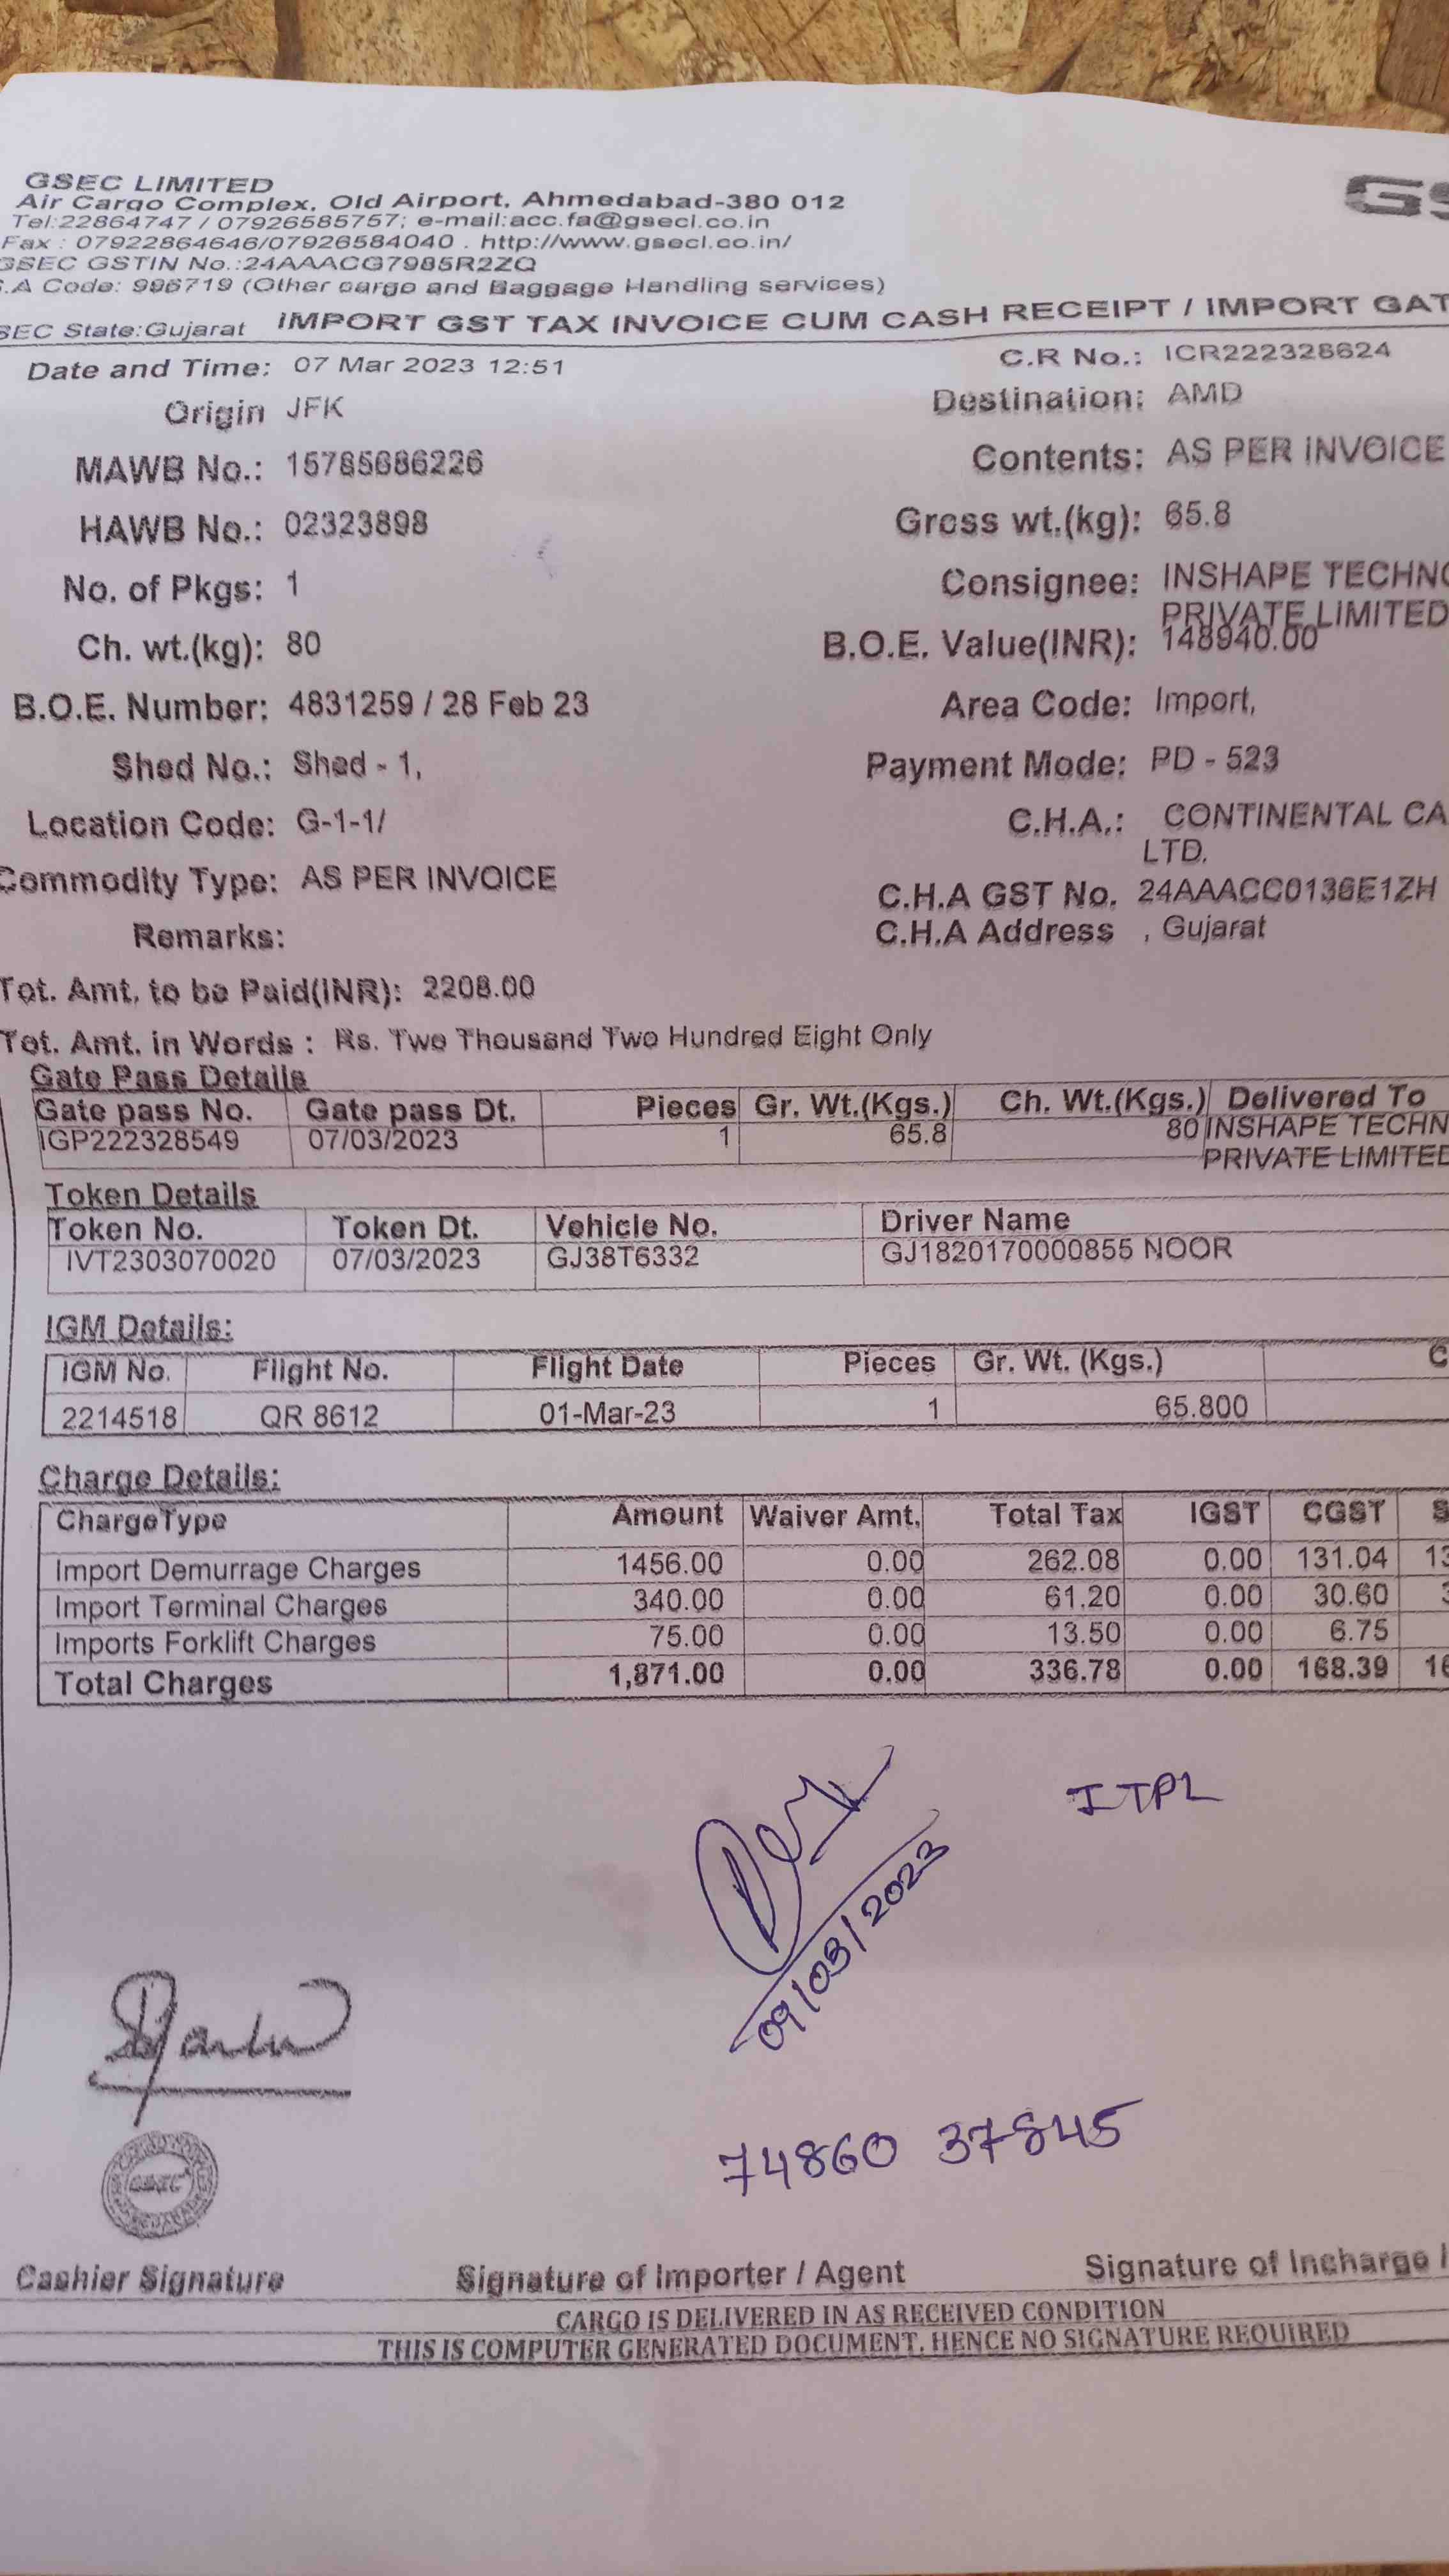 GSEC LIMITED
Air Cargo Complex, Old Airport, Ahmedabad-380 012
Tel:22864747 / 07926585757; e-mail:acc.fa@gsecl.co.in
Fax : 07922864646/07926584040 . http://www.gsecl.co.in/
GSEC GSTIN No.:24AAACG7985R2ZQ
.A Code: 996719 (Other cargo and Baggage Handling services)
SEC State:Gujarat IMPORT GST TAX INVOICE CUM CASH RECEIPT / IMPORT GAT
Date and Time: 07 Mar 2023 12:51 C.R No.: ICR222328624
Origin JFK Destination: AMD
MAWB No.: 15785686226 Contents: AS PER INVOICE
HAWB No.: 02323898 Gross wt.(kg): 65.8
No. of Pkgs: 1 Consignee: INSHAPE TECHNO
PRIVATE LIMITED
Ch. wt.(kg): 80 B.O.E. Value(INR): 148940.00
B.O.E. Number: 4831259 / 28 Feb 23 Area Code: Import,
Shed No.: Shed - 1, Payment Mode: PD - 523
Location Code: G-1-1/ C.H.A.: CONTINENTAL CA
LTD.
Commodity Type: AS PER INVOICE C.H.A GST No. 24AAACC0136E1ZH
Remarks: C.H.A Address , Gujarat
Tot. Amt. to be Paid(INR): 2208.00
Tot. Amt. in Words : Rs. Two Thousand Two Hundred Eight Only
Gate Pass Details
Gate pass No. Gate pass Dt. Pieces Gr. Wt.(Kgs.) Ch. Wt.(Kgs.) Delivered To
IGP222328549 07/03/2023 1 65.8 80 INSHAPE TECHN
PRIVATE LIMITED
Token Details
Token No. Token Dt. Vehicle No. Driver Name
IVT2303070020 07/03/2023 GJ38T6332 GJ1820170000855 NOOR
IGM Details:
IGM No. Flight No. Flight Date Pieces Gr. Wt. (Kgs.) C
2214518 QR 8612 01-Mar-23 1 65.800
Charge Details:
ChargeType Amount Waiver Amt. Total Tax IGST CGST S
Import Demurrage Charges 1456.00 0.00 262.08 0.00 131.04 13
Import Terminal Charges 340.00 0.00 61.20 0.00 30.60 3
Imports Forklift Charges 75.00 0.00 13.50 0.00 6.75
Total Charges 1,871.00 0.00 336.78 0.00 168.39 16
ITPL
09/03/2023
74860 37845
GSEC
Cashier Signature Signature of Importer / Agent Signature of Incharge /
CARGO IS DELIVERED IN AS RECEIVED CONDITION
THIS IS COMPUTER GENERATED DOCUMENT. HENCE NO SIGNATURE REQUIRED